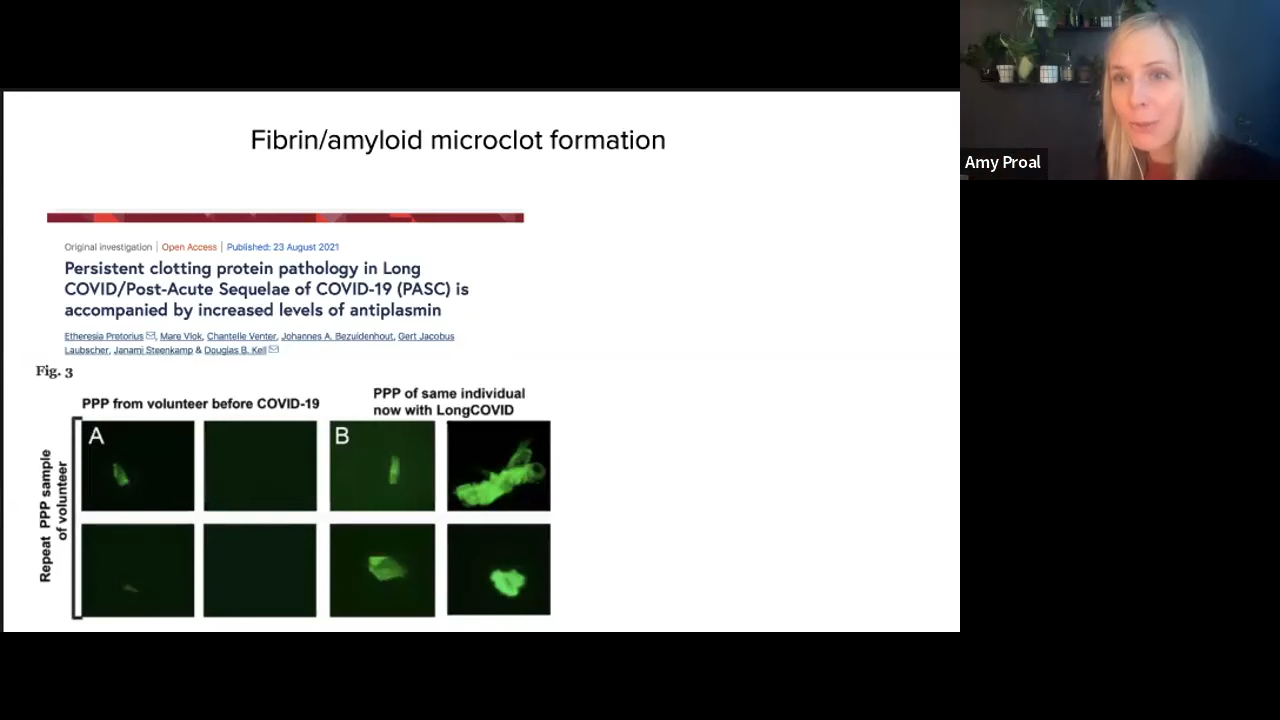 Fibrin/amyloid microclot formation
Amy Proal
Original investigation | Open Access | Published: 23 August 2021
Persistent clotting protein pathology in Long
COVID/Post-Acute Sequelae of COVID-19 (PASC) is
accompanied by increased levels of antiplasmin
Etheresia Pretorius, Mare Vlok, Chantelle Venter, Johannes A. Bezuidenhout, Gert Jacobus
Laubscher, Janami Steenkamp & Douglas B. Kell
Fig. 3
PPP from volunteer before COVID-19
PPP of same individual
now with LongCOVID
Repeat PPP sample
of volunteer
A
B